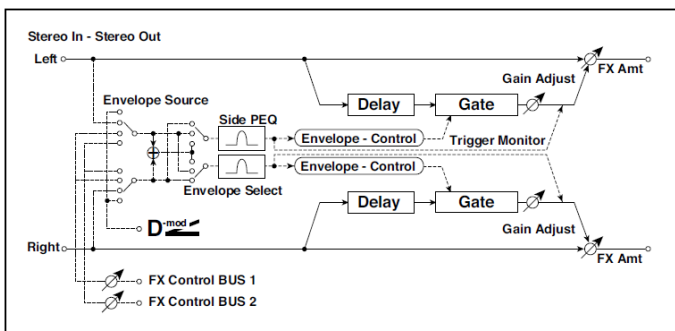 Stereo In - Stereo Out
Left
FX Amt
Gain Adjust
Envelope Source
Side PEQ
Delay
Gate
Envelope - Control
Trigger Monitor
Envelope - Control
Envelope Select
Delay
Gate
D-mod
Gain Adjust
Right
FX Amt
FX Control BUS 1
FX Control BUS 2